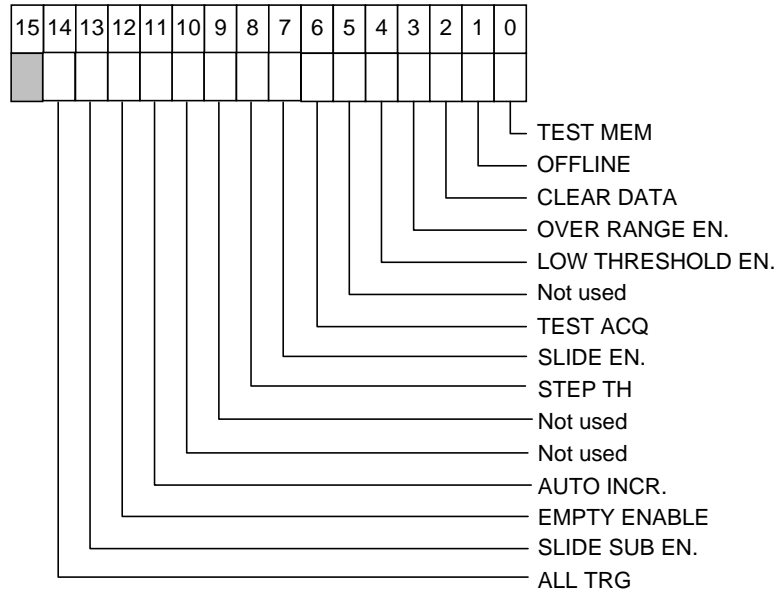 15 14 13 12 11 10 9 8 7 6 5 4 3 2 1 0
TEST MEM
OFFLINE
CLEAR DATA
OVER RANGE EN.
LOW THRESHOLD EN.
Not used
TEST ACQ
SLIDE EN.
STEP TH
Not used
Not used
AUTO INCR.
EMPTY ENABLE
SLIDE SUB EN.
ALL TRG